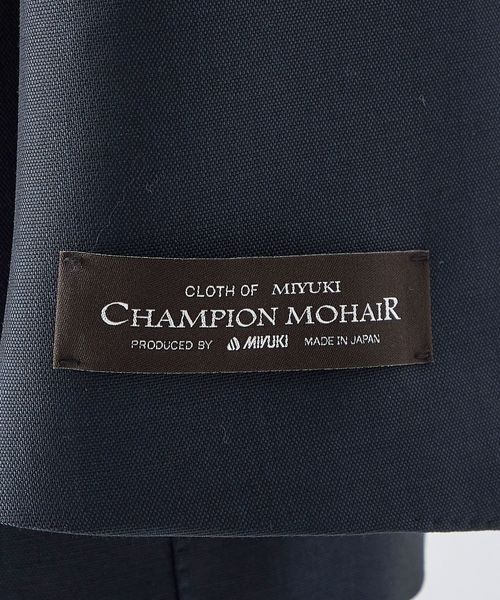 CLOTH OF MIYUKI
CHAMPION MOHAIR
PRODUCED BY MIYUKI MADE IN JAPAN